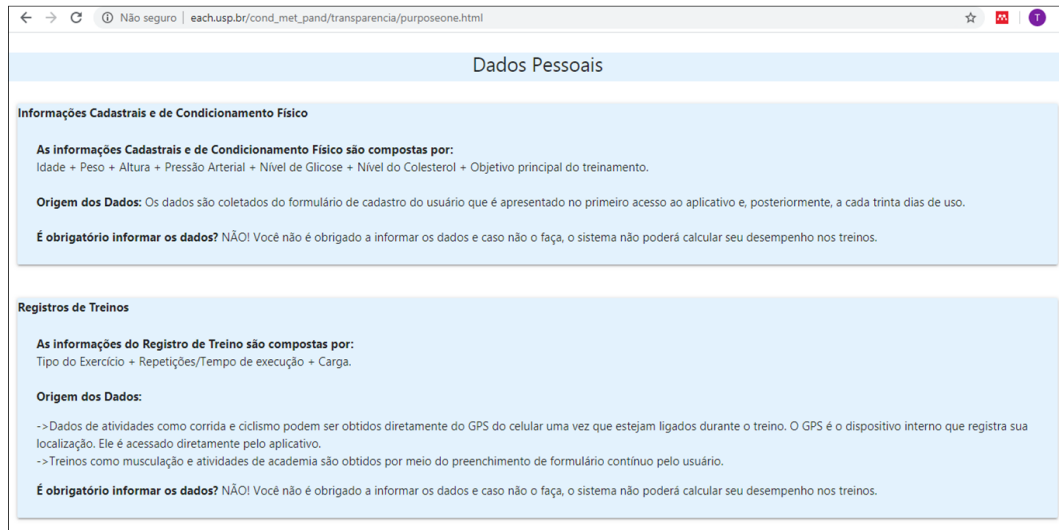 Não seguro | each.usp.br/cond_met_pand/transparencia/purposeone.html
T
Dados Pessoais
Informações Cadastrais e de Condicionamento Físico
As informações Cadastrais e de Condicionamento Físico são compostas por:
Idade + Peso + Altura + Pressão Arterial + Nível de Glicose + Nível do Colesterol + Objetivo principal do treinamento.
Origem dos Dados: Os dados são coletados do formulário de cadastro do usuário que é apresentado no primeiro acesso ao aplicativo e, posteriormente, a cada trinta dias de uso.
É obrigatório informar os dados? NÃO! Você não é obrigado a informar os dados e caso não o faça, o sistema não poderá calcular seu desempenho nos treinos.
Registros de Treinos
As informações do Registro de Treino são compostas por:
Tipo do Exercício + Repetições/Tempo de execução + Carga.
Origem dos Dados:
->Dados de atividades como corrida e ciclismo podem ser obtidos diretamente do GPS do celular uma vez que estejam ligados durante o treino. O GPS é o dispositivo interno que registra sua
localização. Ele é acessado diretamente pelo aplicativo.
->Treinos como musculação e atividades de academia são obtidos por meio do preenchimento de formulário contínuo pelo usuário.
É obrigatório informar os dados? NÃO! Você não é obrigado a informar os dados e caso não o faça, o sistema não poderá calcular seu desempenho nos treinos.